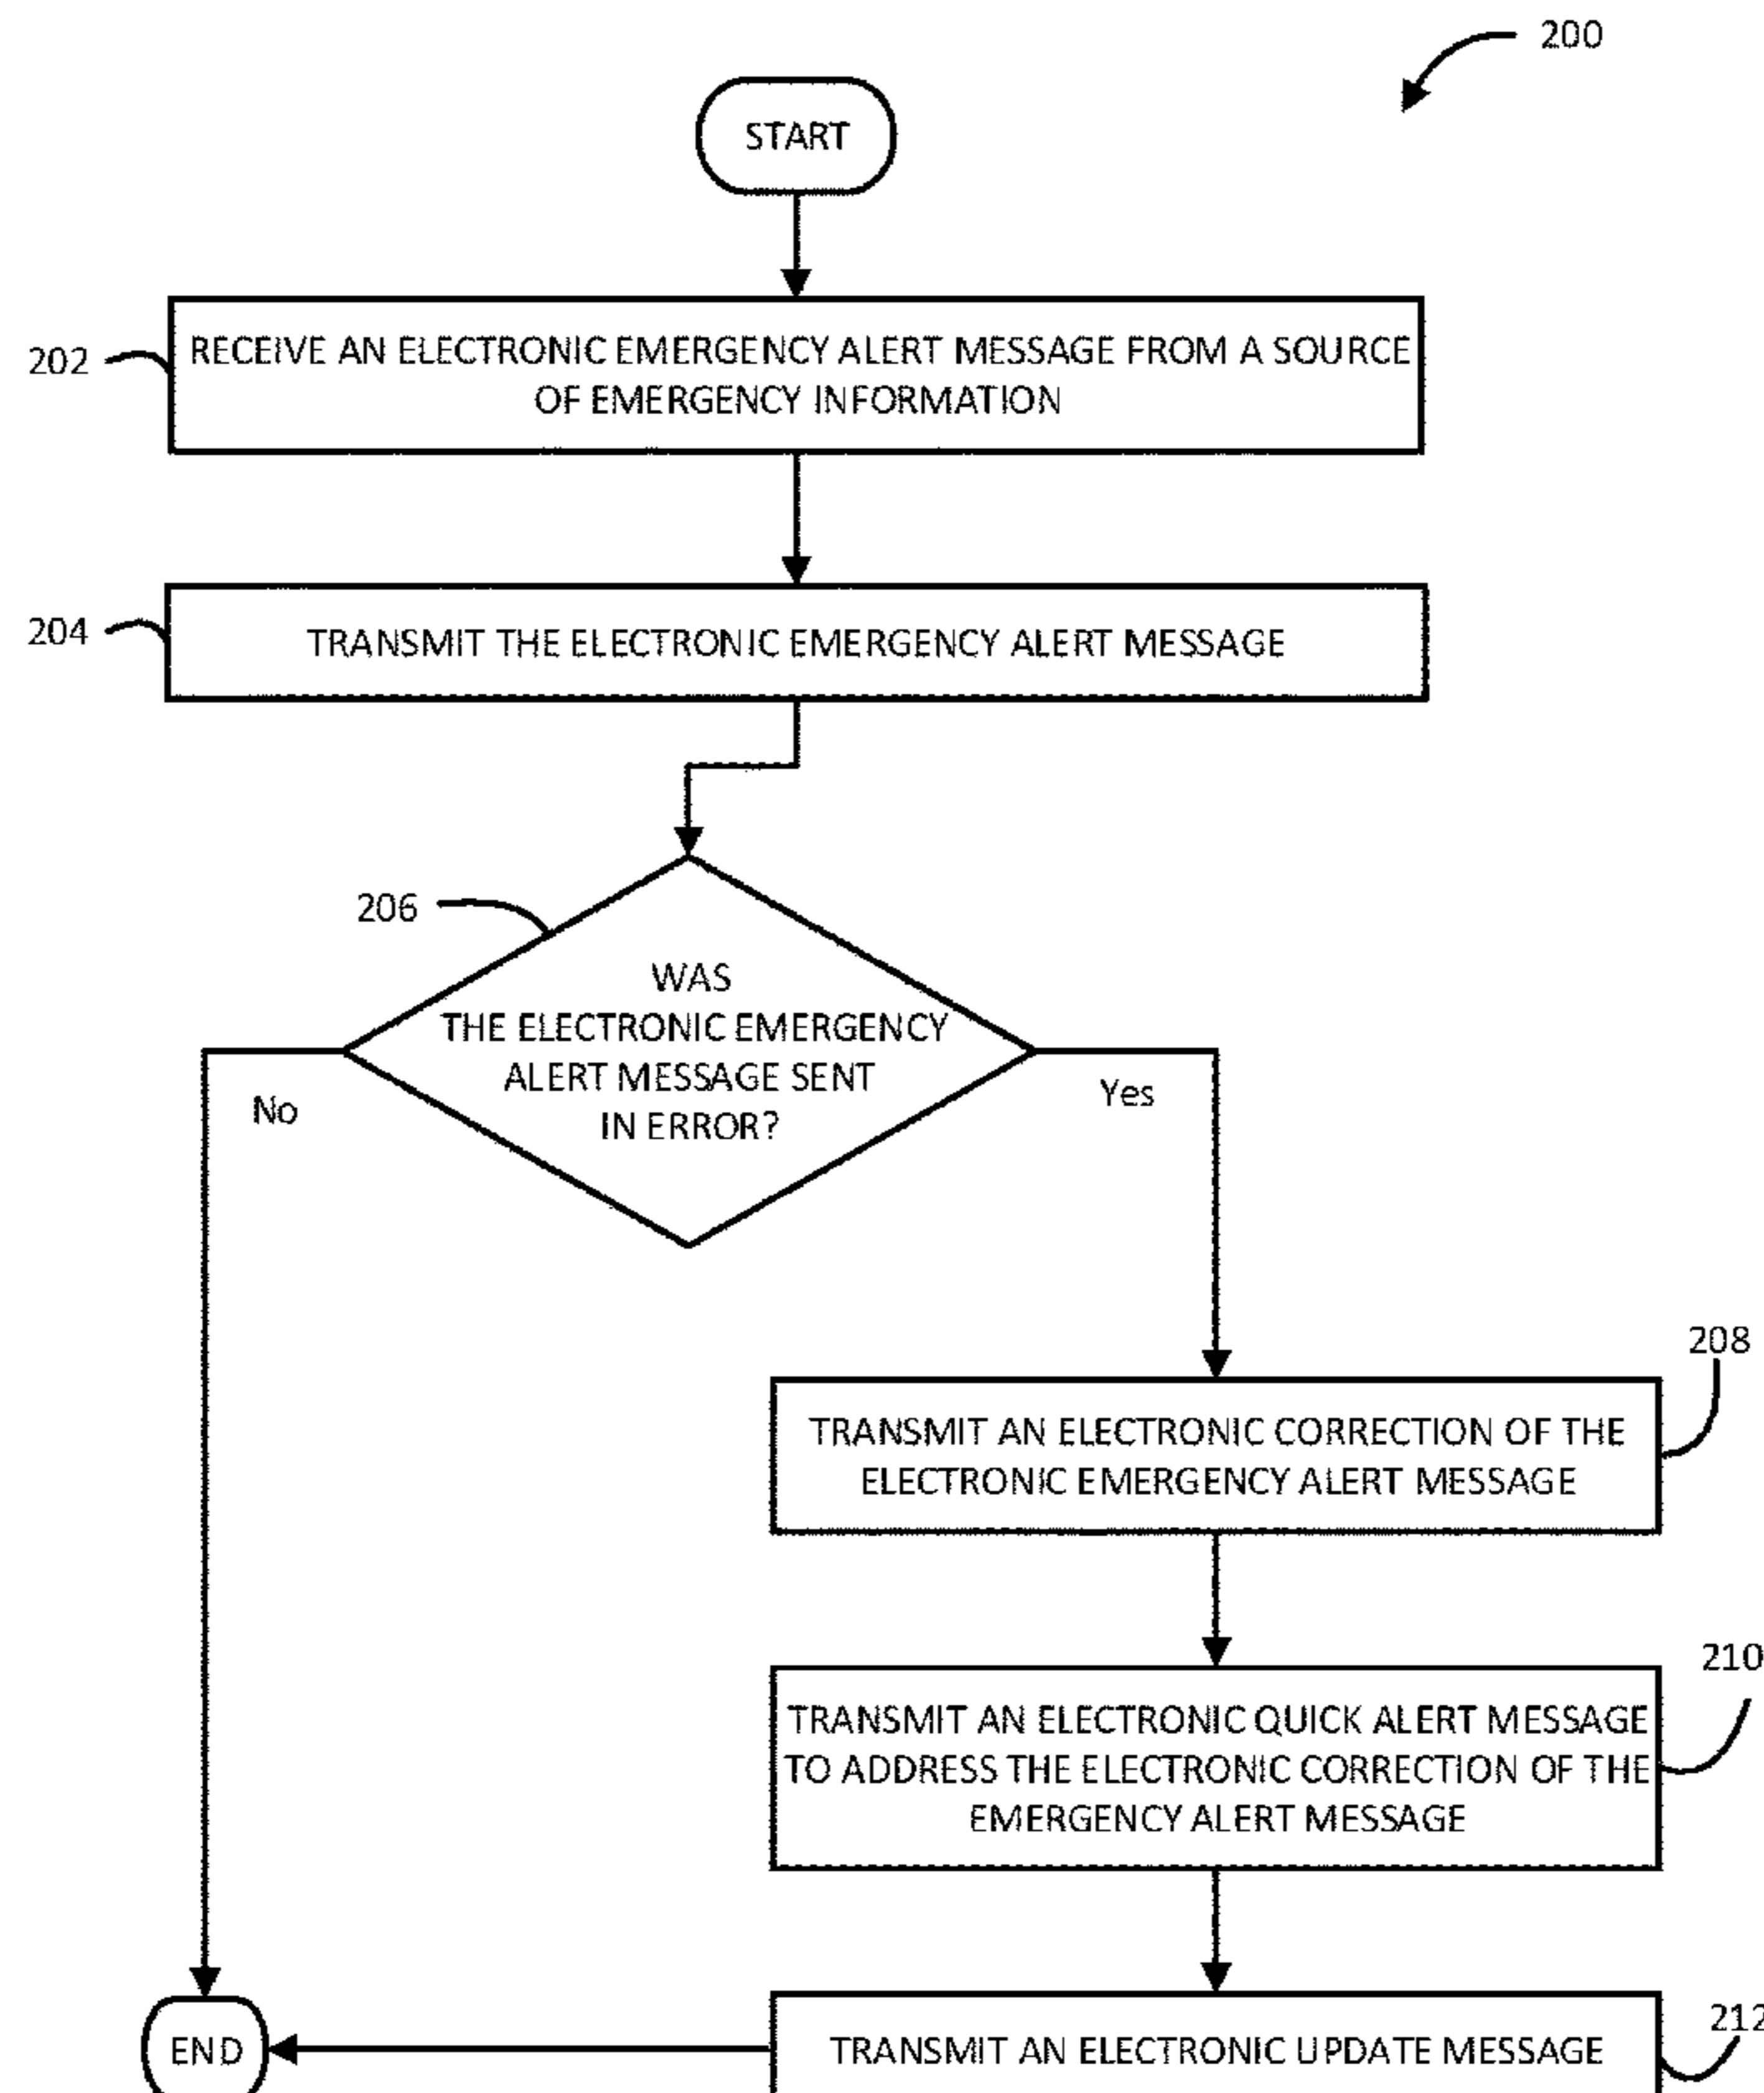 200
START
202
RECEIVE AN ELECTRONIC EMERGENCY ALERT MESSAGE FROM A SOURCE
OF EMERGENCY INFORMATION
204
TRANSMIT THE ELECTRONIC EMERGENCY ALERT MESSAGE
206
WAS
THE ELECTRONIC EMERGENCY
ALERT MESSAGE SENT
IN ERROR?
No
Yes
208
TRANSMIT AN ELECTRONIC CORRECTION OF THE
ELECTRONIC EMERGENCY ALERT MESSAGE
210
TRANSMIT AN ELECTRONIC QUICK ALERT MESSAGE
TO ADDRESS THE ELECTRONIC CORRECTION OF THE
EMERGENCY ALERT MESSAGE
212
END
TRANSMIT AN ELECTRONIC UPDATE MESSAGE